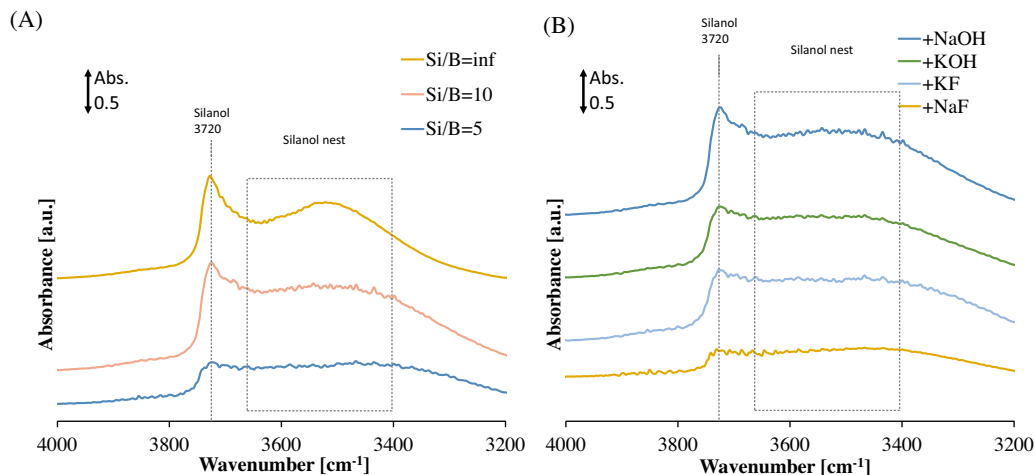 (A)
Abs.
0.5
Si/B=inf
Si/B=10
Si/B=5
Silanol
3720
Silanol nest
Absorbance [a.u.]
4000 3800 3600 3400 3200
Wavenumber [cm⁻¹]
(B)
Silanol
3720
Silanol nest
+NaOH
+KOH
+KF
+NaF
Abs.
0.5
Absorbance [a.u.]
4000 3800 3600 3400 3200
Wavenumber [cm⁻¹]